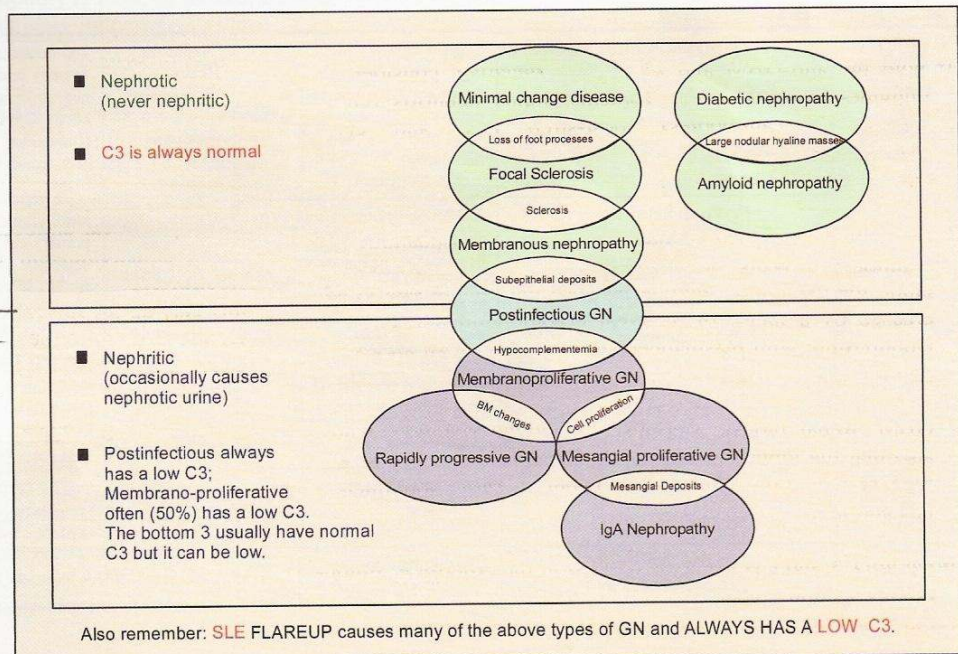 ■ Nephrotic
(never nephritic)
■ C3 is always normal
Minimal change disease
Loss of foot processes
Focal Sclerosis
Sclerosis
Membranous nephropathy
Subepithelial deposits
Postinfectious GN
Diabetic nephropathy
Large nodular hyaline masses
Amyloid nephropathy
■ Nephritic
(occasionally causes
nephrotic urine)
■ Postinfectious always
has a low C3;
Membrano-proliferative
often (50%) has a low C3.
The bottom 3 usually have normal
C3 but it can be low.
Hypocomplementemia
Membranoproliferative GN
BM changes
Cell proliferation
Rapidly progressive GN
Mesangial proliferative GN
Mesangial Deposits
IgA Nephropathy
Also remember: SLE FLAREUP causes many of the above types of GN and ALWAYS HAS A LOW C3.